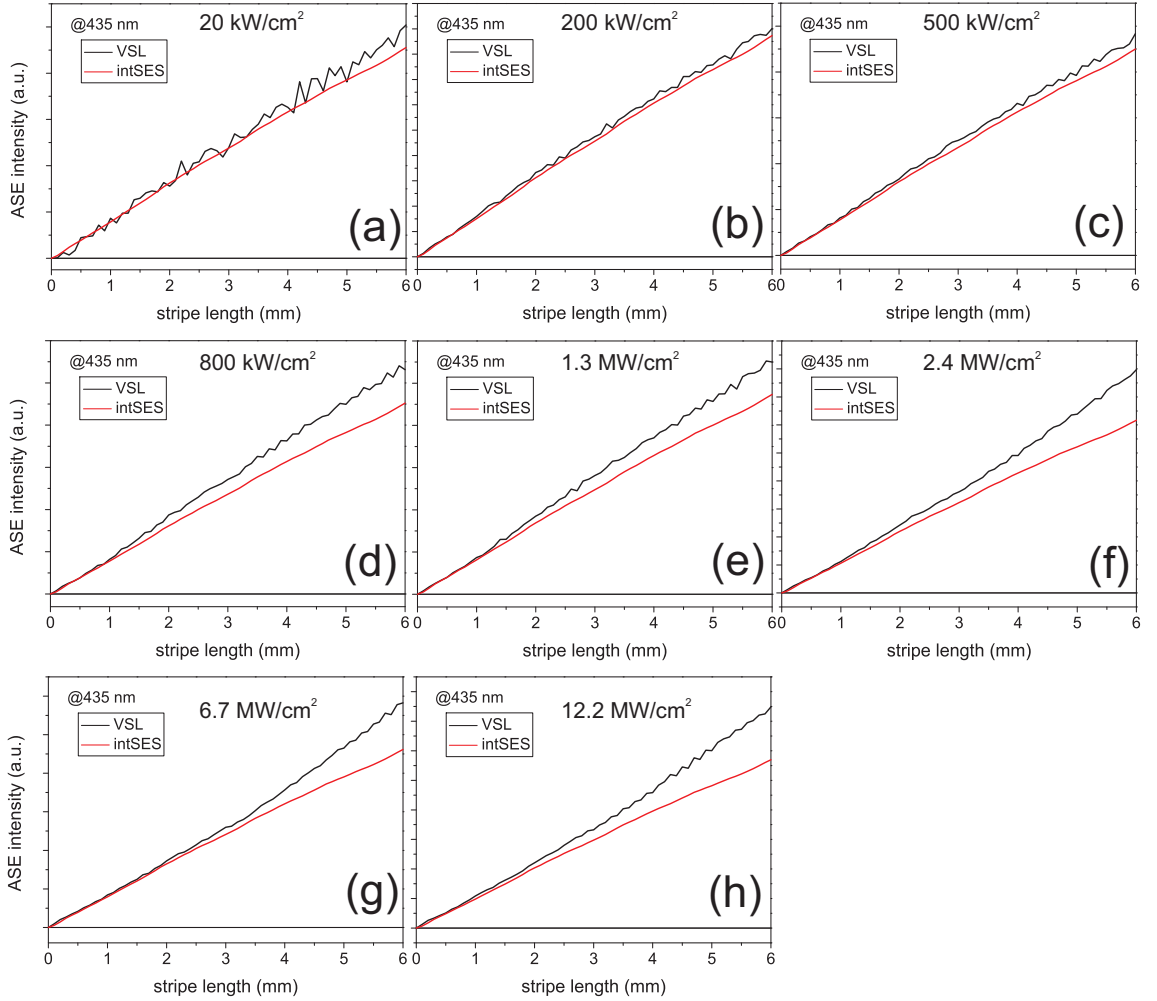 @435 nm 20 kW/cm²
VSL
intSES
ASE intensity (a.u.)
(a)
0 1 2 3 4 5 6
stripe length (mm)
@435 nm 200 kW/cm²
VSL
intSES
(b)
0 1 2 3 4 5 6
stripe length (mm)
@435 nm 500 kW/cm²
VSL
intSES
(c)
0 1 2 3 4 5 6
stripe length (mm)
@435 nm 800 kW/cm²
VSL
intSES
ASE intensity (a.u.)
(d)
0 1 2 3 4 5 6
stripe length (mm)
@435 nm 1.3 MW/cm²
VSL
intSES
(e)
0 1 2 3 4 5 6
stripe length (mm)
@435 nm 2.4 MW/cm²
VSL
intSES
(f)
0 1 2 3 4 5 6
stripe length (mm)
@435 nm 6.7 MW/cm²
VSL
intSES
ASE intensity (a.u.)
(g)
0 1 2 3 4 5 6
stripe length (mm)
@435 nm 12.2 MW/cm²
VSL
intSES
(h)
0 1 2 3 4 5 6
stripe length (mm)